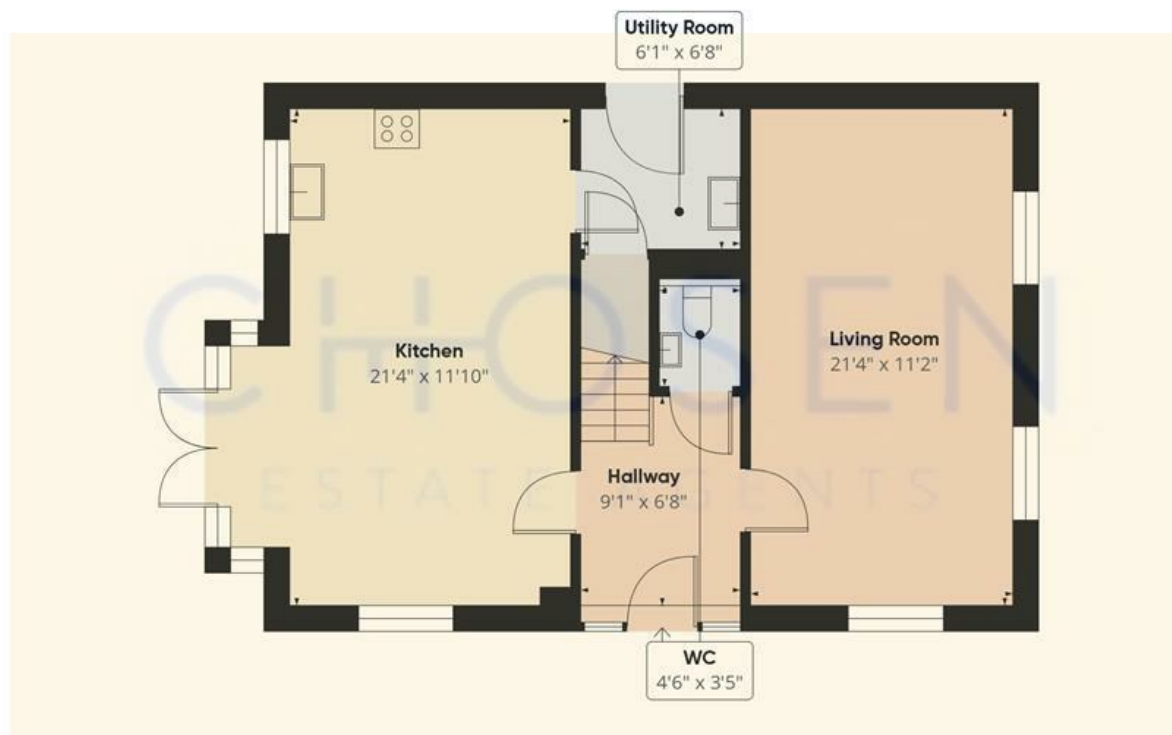 Utility Room
6'1" x 6'8"
Kitchen
21'4" x 11'10"
Living Room
21'4" x 11'2"
CHOSEN
ESTATE AGENTS
Hallway
9'1" x 6'8"
WC
4'6" x 3'5"